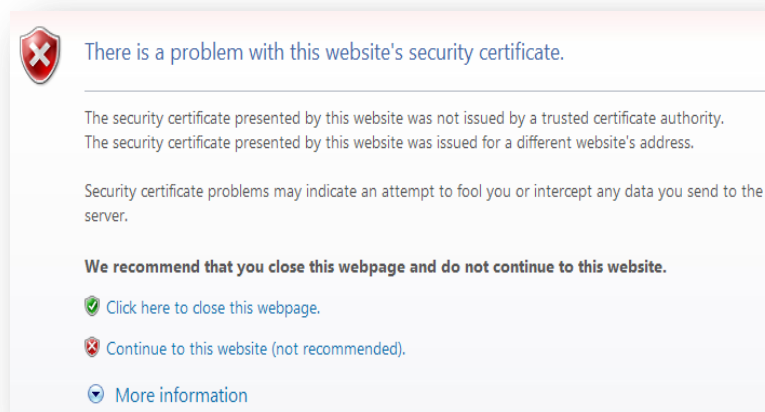 There is a problem with this website's security certificate.
The security certificate presented by this website was not issued by a trusted certificate authority.
The security certificate presented by this website was issued for a different website's address.
Security certificate problems may indicate an attempt to fool you or intercept any data you send to the
server.
We recommend that you close this webpage and do not continue to this website.
Click here to close this webpage.
Continue to this website (not recommended).
More information